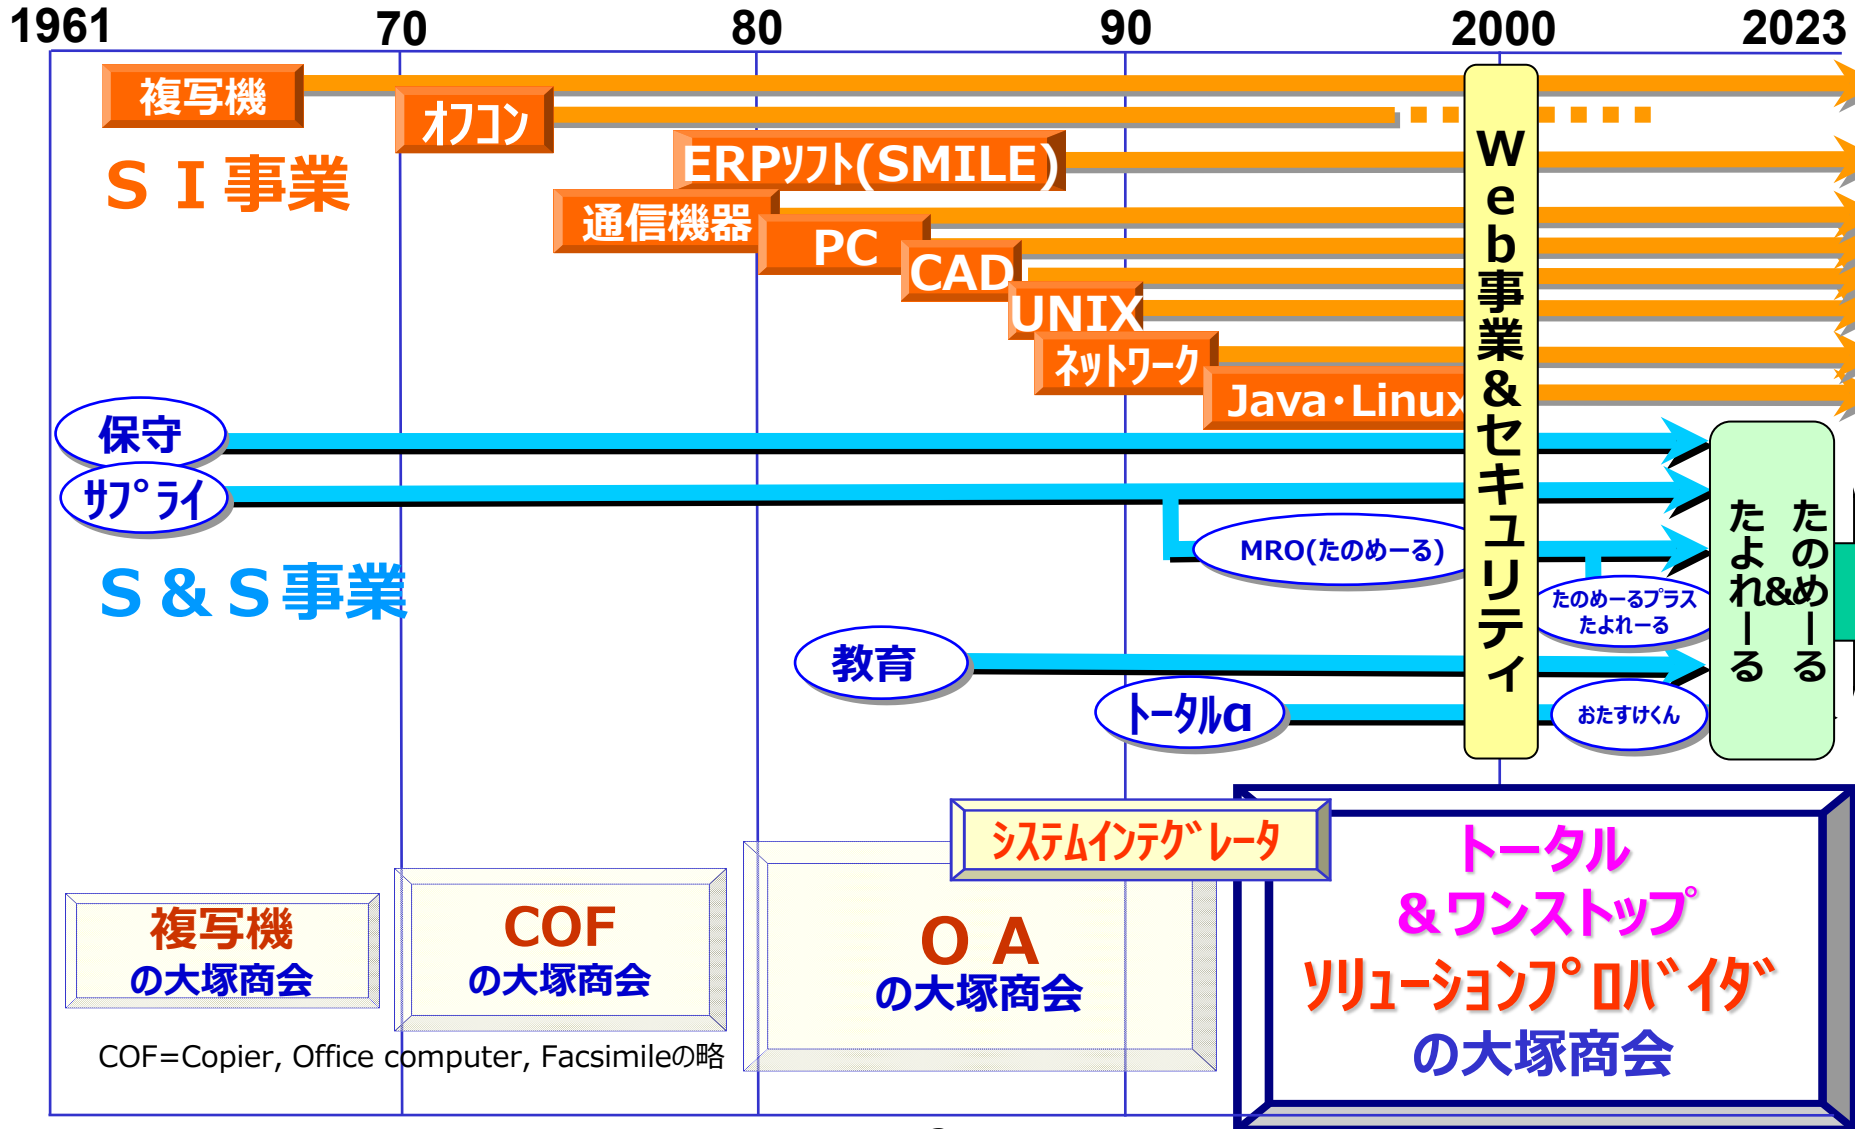 1961 70 80 90 2000 2023
複写機
オフコン
ERPソフト(SMILE)
SI事業
通信機器
PC
CAD
UNIX
ネットワーク
Java・Linux
Web事業&セキュリティ
保守
サプライ
MRO(たのめーる)
S&S事業
たのめーるプラス
たよれーる
教育
トータルα
おたすけくん
たのめーる
&
たよれーる
システムインテグレータ
複写機
の大塚商会
COF
の大塚商会
OA
の大塚商会
トータル
&ワンストップ
ソリューションプロバイダ
の大塚商会
COF=Copier, Office computer, Facsimileの略